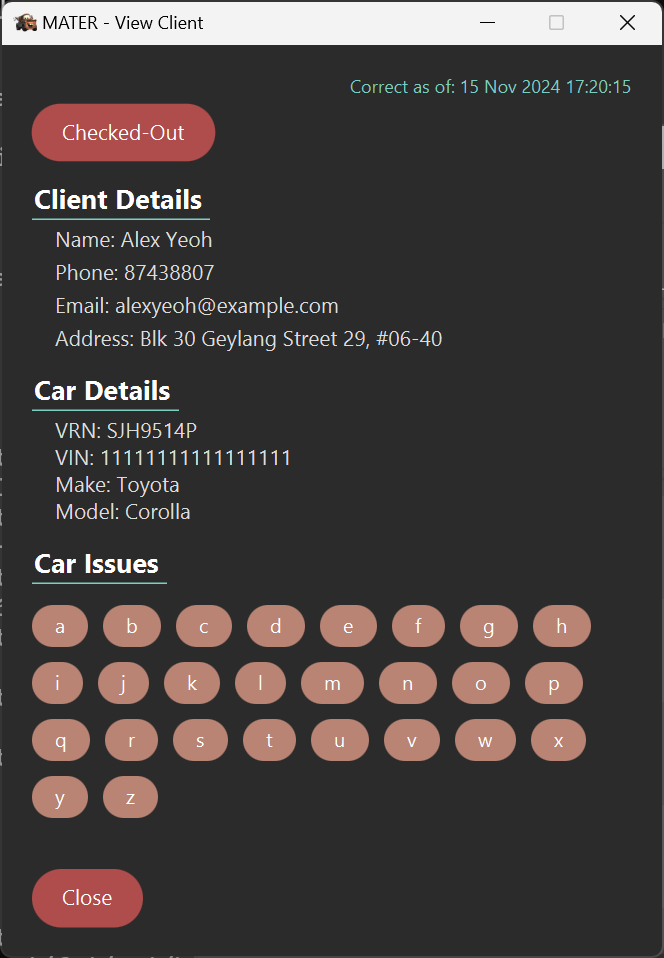 MATER - View Client
Correct as of: 15 Nov 2024 17:20:15
Checked-Out
Client Details
Name: Alex Yeoh
Phone: 87438807
Email: alexyeoh@example.com
Address: Blk 30 Geylang Street 29, #06-40
Car Details
VRN: SJH9514P
VIN: 11111111111111111
Make: Toyota
Model: Corolla
Car Issues
a b c d e f g h
i j k l m n o p
q r s t u v w x
y z
Close